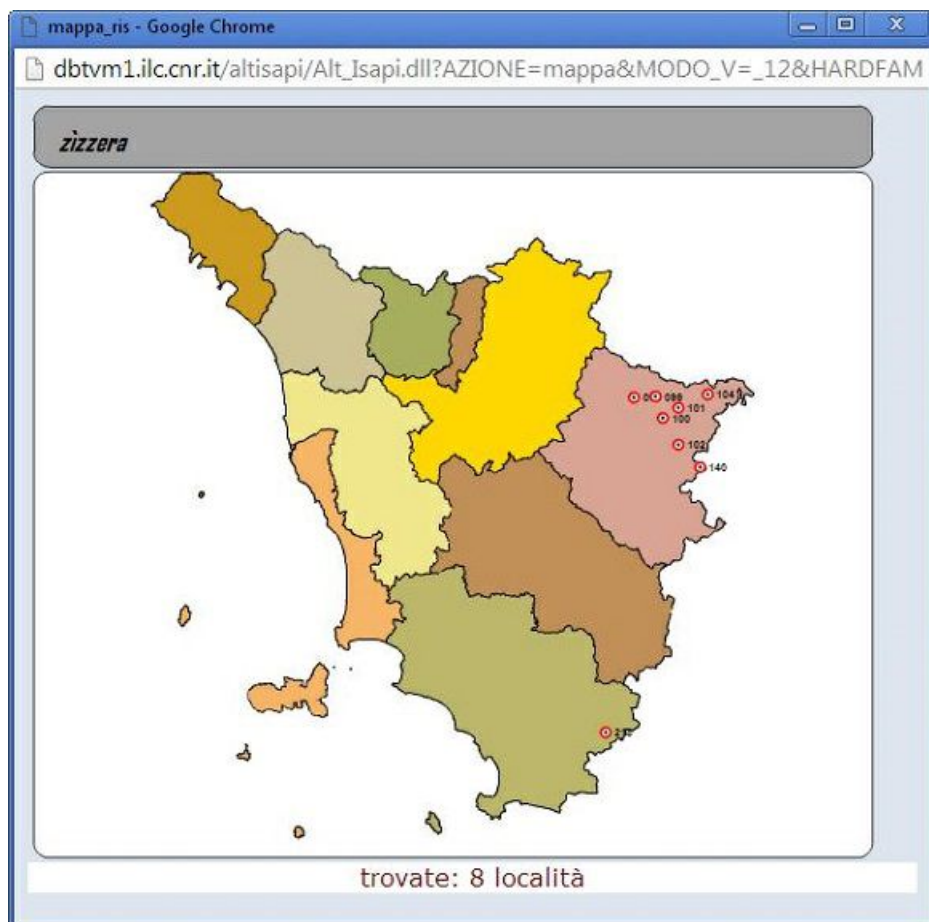 mappa_ris - Google Chrome
dbtvm1.ilc.cnr.it/altisapi/Alt_Isapi.dll?AZIONE=mappa&MODO_V=_12&HARDFAM
zìzzera
104
101
100
102
140
trovate: 8 località